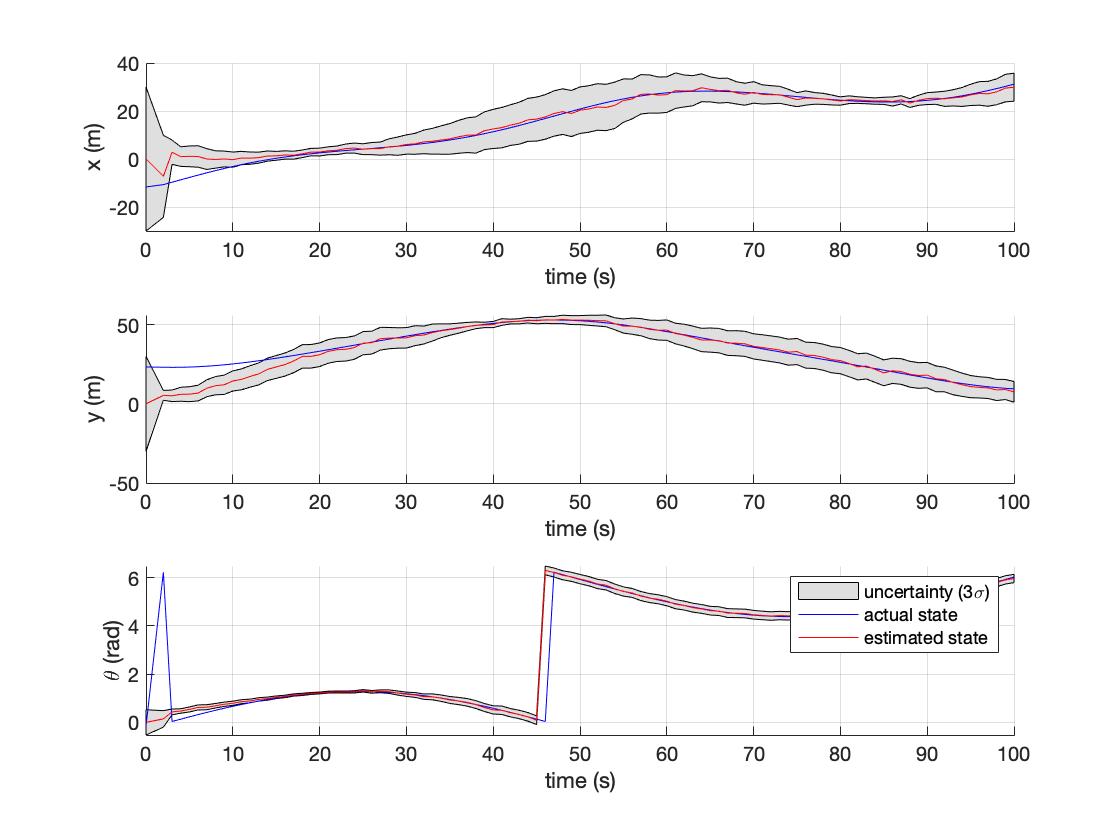 40
20
0
-20
x (m)
0 10 20 30 40 50 60 70 80 90 100
time (s)
50
0
-50
y (m)
0 10 20 30 40 50 60 70 80 90 100
time (s)
6
4
2
0
θ (rad)
uncertainty (3σ)
actual state
estimated state
0 10 20 30 40 50 60 70 80 90 100
time (s)